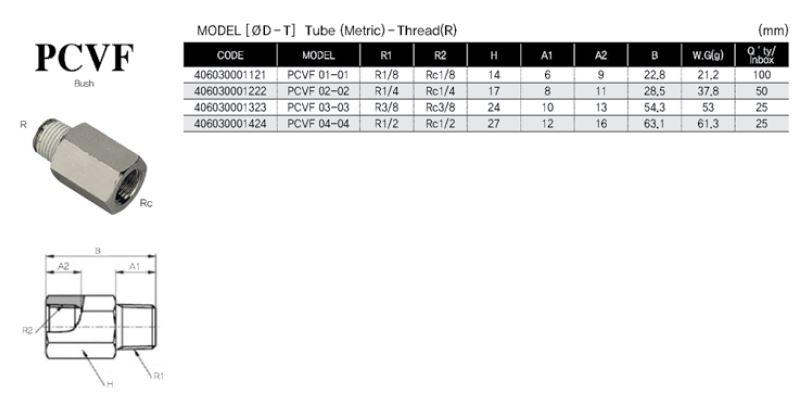 MODEL [ØD-T] Tube (Metric)-Thread(R) (mm)
PCVF
Bush
CODE MODEL R1 R2 H A1 A2 B W.G(g) Q'ty/Inbox
406030001121 PCVF 01-01 R1/8 Rc1/8 14 6 9 22,8 21,2 100
406030001222 PCVF 02-02 R1/4 Rc1/4 17 8 11 28,5 37,8 50
406030001323 PCVF 03-03 R3/8 Rc3/8 24 10 13 54,3 53 25
406030001424 PCVF 04-04 R1/2 Rc1/2 27 12 16 63,1 61,3 25
R
Rc
B
A2 A1
R2
H R1